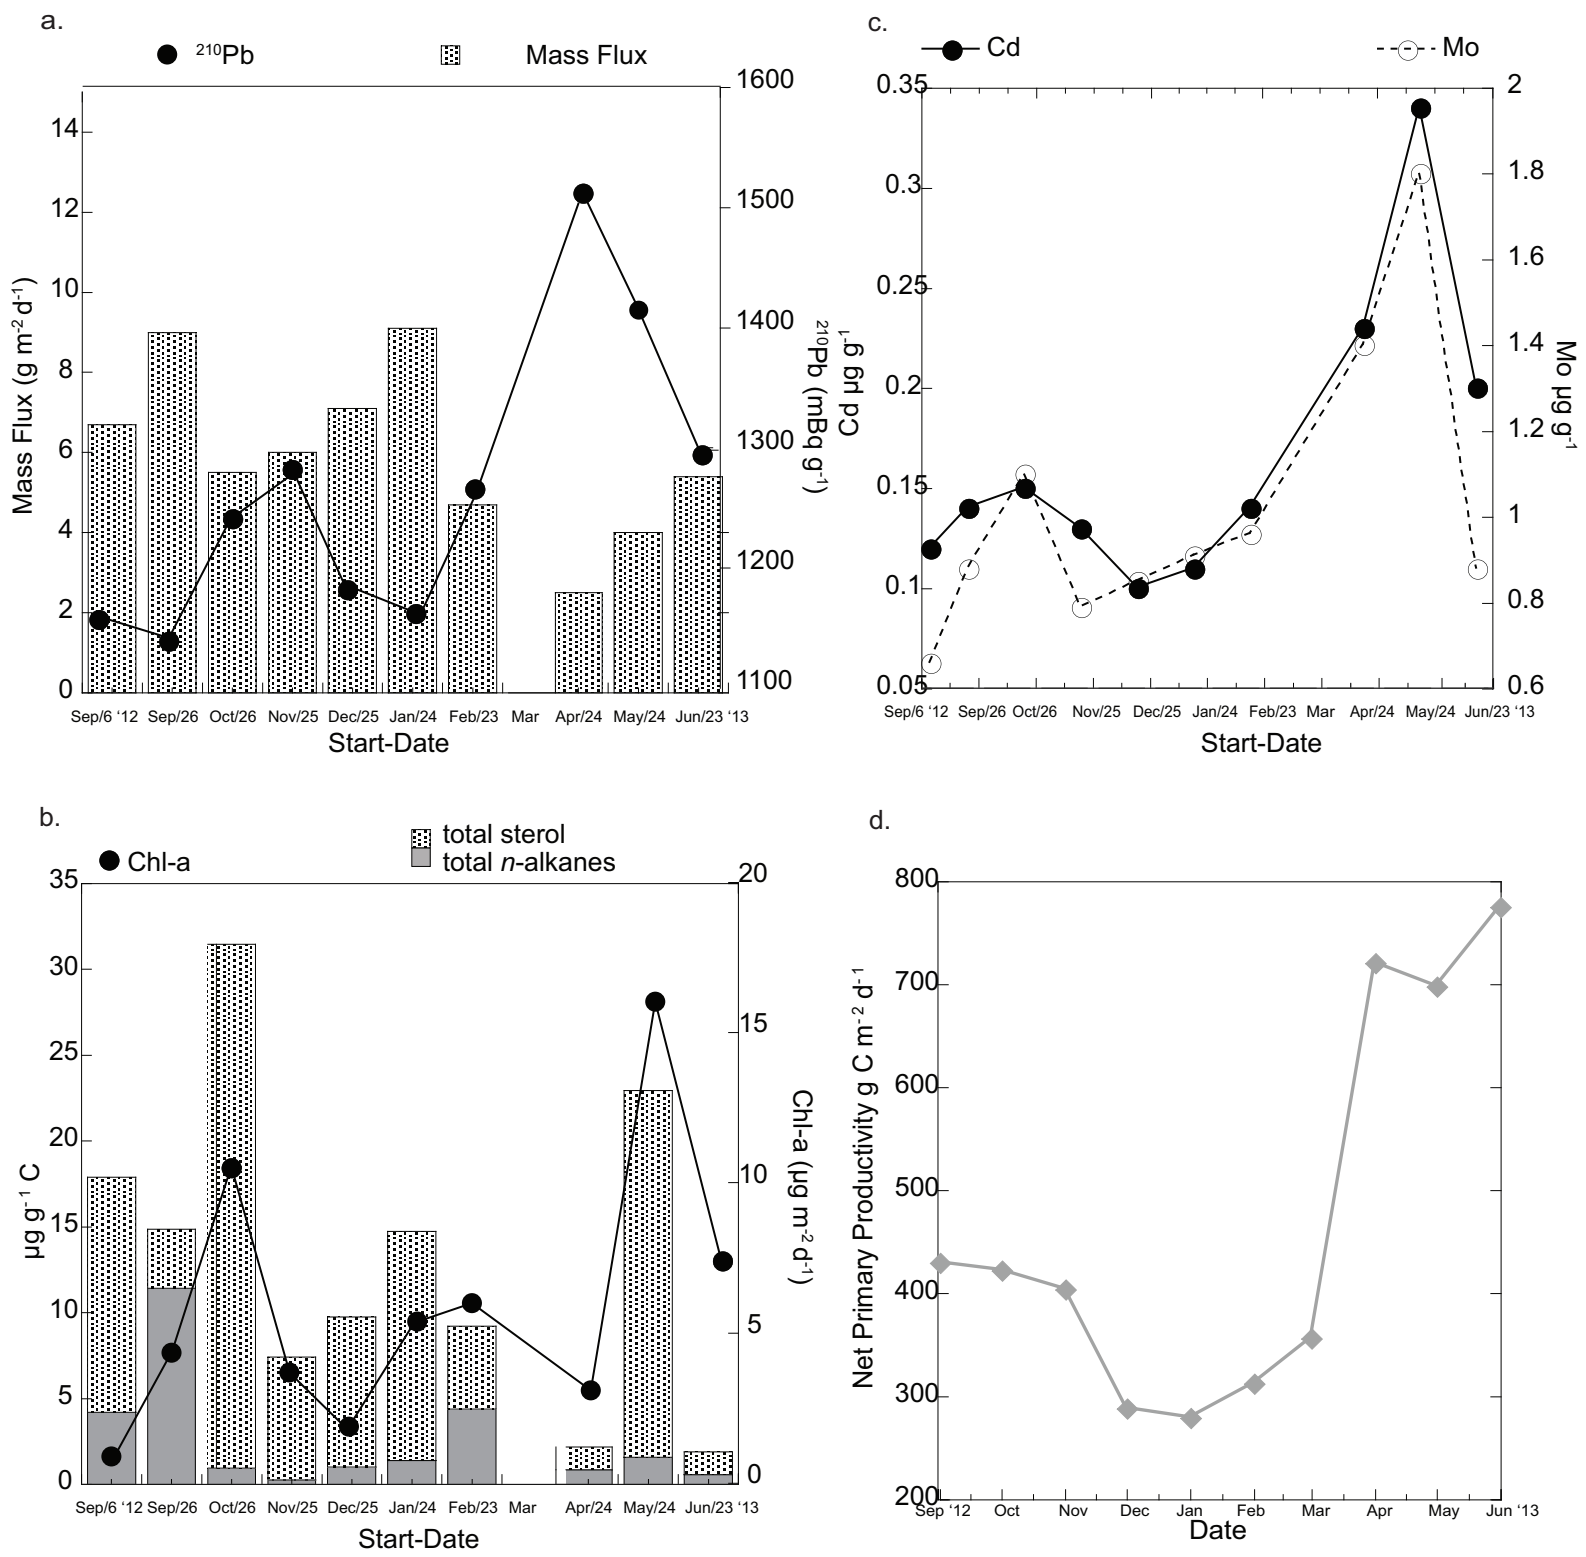 a.
²¹⁰Pb
Mass Flux
1600
1500
1400
1300
1200
1100
14
12
10
8
6
4
2
0
Mass Flux (g m⁻² d⁻¹)
²¹⁰Pb (mBq g⁻¹)
Sep/6 ‘12 Sep/26 Oct/26 Nov/25 Dec/25 Jan/24 Feb/23 Mar Apr/24 May/24 Jun/23 ‘13
Start-Date
c.
Cd
Mo
0.35
0.3
0.25
0.2
0.15
0.1
0.05
2
1.8
1.6
1.4
1.2
1
0.8
0.6
Cd µg g⁻¹
Mo µg g⁻¹
Sep/6 ‘12 Sep/26 Oct/26 Nov/25 Dec/25 Jan/24 Feb/23 Mar Apr/24 May/24 Jun/23 ‘13
Start-Date
b.
Chl-a
total sterol
total n-alkanes
35
30
25
20
15
10
5
0
20
15
10
5
0
µg g⁻¹ C
Chl-a (µg m⁻² d⁻¹)
Sep/6 ‘12 Sep/26 Oct/26 Nov/25 Dec/25 Jan/24 Feb/23 Mar Apr/24 May/24 Jun/23 ‘13
Start-Date
d.
800
700
600
500
400
300
200
Net Primary Productivity g C m⁻² d⁻¹
Sep ‘12 Oct Nov Dec Jan Feb Mar Apr May Jun ‘13
Date